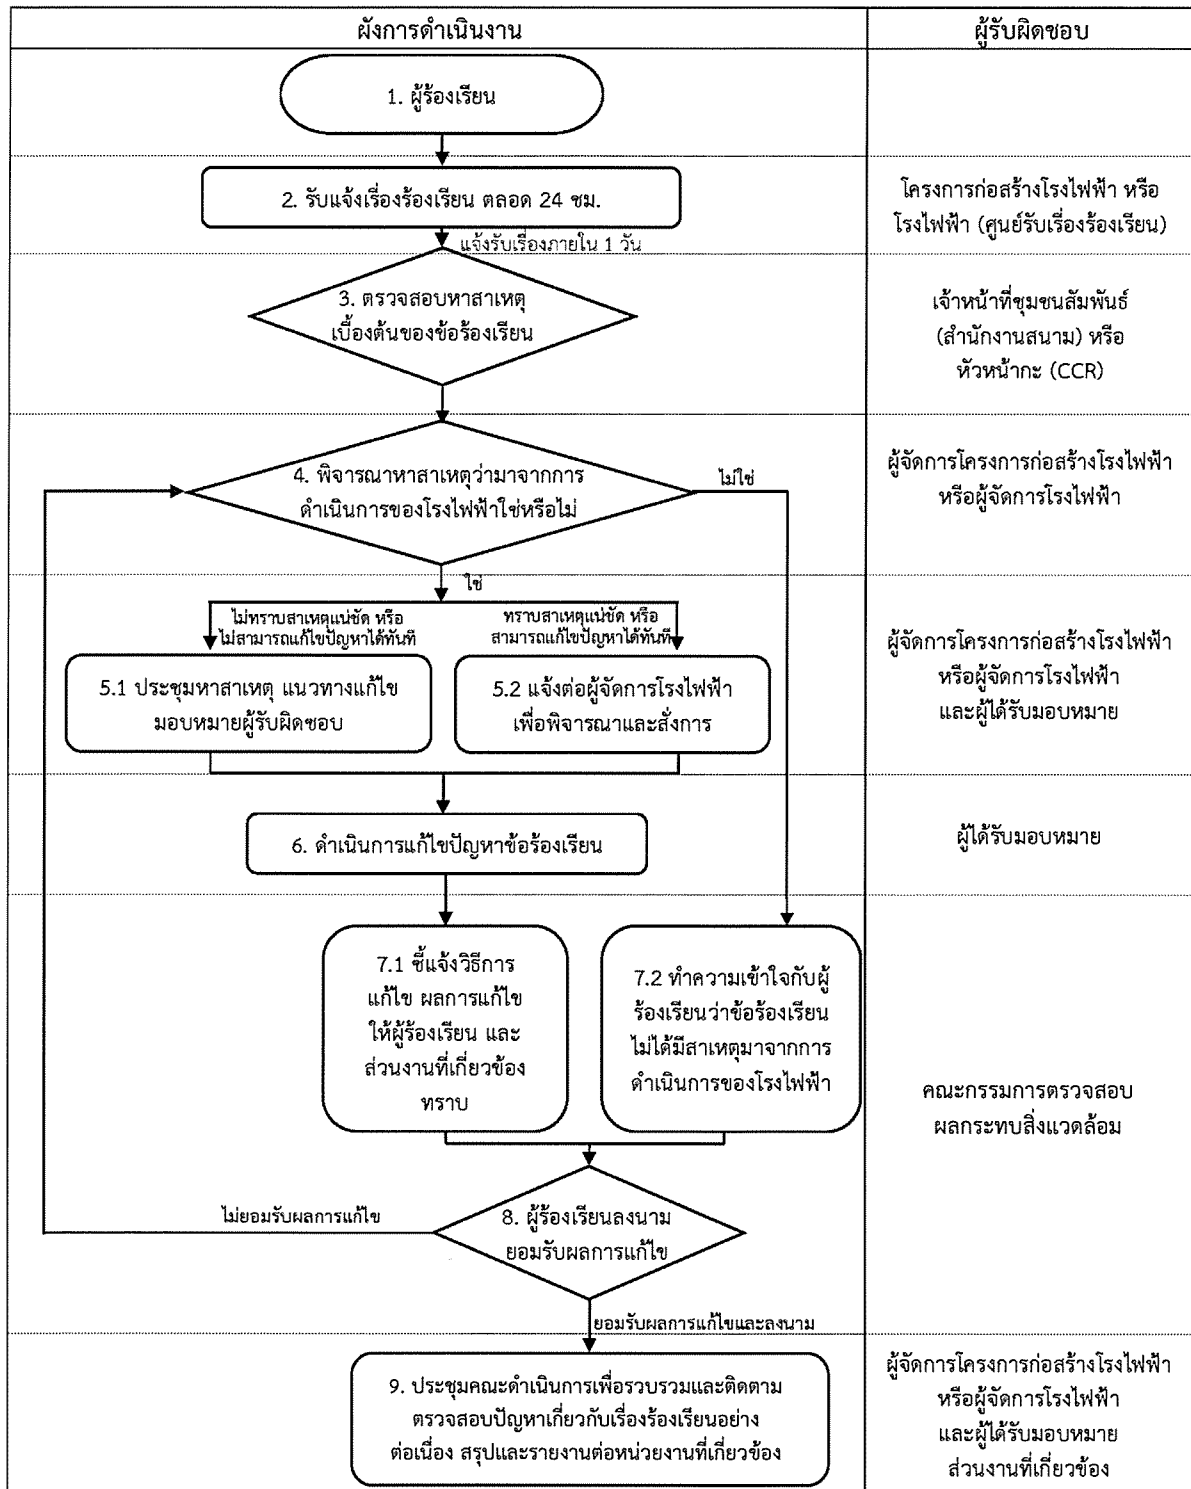 ผังการดำเนินงาน
ผู้รับผิดชอบ
1. ผู้ร้องเรียน
2. รับแจ้งเรื่องร้องเรียน ตลอด 24 ชม.
โครงการก่อสร้างโรงไฟฟ้า หรือ
โรงไฟฟ้า (ศูนย์รับเรื่องร้องเรียน)
แจ้งรับเรื่องภายใน 1 วัน
3. ตรวจสอบหาสาเหตุ
เบื้องต้นของข้อร้องเรียน
เจ้าหน้าที่ชุมชนสัมพันธ์
(สำนักงานสนาม) หรือ
หัวหน้ากะ (CCR)
4. พิจารณาหาสาเหตุว่ามาจากการ
ดำเนินการของโรงไฟฟ้าใช่หรือไม่
ไม่ใช่
ผู้จัดการโครงการก่อสร้างโรงไฟฟ้า
หรือผู้จัดการโรงไฟฟ้า
ใช่
ไม่ทราบสาเหตุแน่ชัด หรือ
ไม่สามารถแก้ไขปัญหาได้ทันที
ทราบสาเหตุแน่ชัด หรือ
สามารถแก้ไขปัญหาได้ทันที
5.1 ประชุมหาสาเหตุ แนวทางแก้ไข
มอบหมายผู้รับผิดชอบ
5.2 แจ้งต่อผู้จัดการโรงไฟฟ้า
เพื่อพิจารณาและสั่งการ
ผู้จัดการโครงการก่อสร้างโรงไฟฟ้า
หรือผู้จัดการโรงไฟฟ้า
และผู้ได้รับมอบหมาย
6. ดำเนินการแก้ไขปัญหาข้อร้องเรียน
ผู้ได้รับมอบหมาย
7.1 ชี้แจ้งวิธีการ
แก้ไข ผลการแก้ไข
ให้ผู้ร้องเรียน และ
ส่วนงานที่เกี่ยวข้อง
ทราบ
7.2 ทำความเข้าใจกับผู้
ร้องเรียนว่าข้อร้องเรียน
ไม่ได้มีสาเหตุมาจากการ
ดำเนินการของโรงไฟฟ้า
คณะกรรมการตรวจสอบ
ผลกระทบสิ่งแวดล้อม
ไม่ยอมรับผลการแก้ไข
8. ผู้ร้องเรียนลงนาม
ยอมรับผลการแก้ไข
ยอมรับผลการแก้ไขและลงนาม
9. ประชุมคณะดำเนินการเพื่อรวบรวมและติดตาม
ตรวจสอบปัญหาเกี่ยวกับเรื่องร้องเรียนอย่าง
ต่อเนื่อง สรุปและรายงานต่อหน่วยงานที่เกี่ยวข้อง
ผู้จัดการโครงการก่อสร้างโรงไฟฟ้า
หรือผู้จัดการโรงไฟฟ้า
และผู้ได้รับมอบหมาย
ส่วนงานที่เกี่ยวข้อง